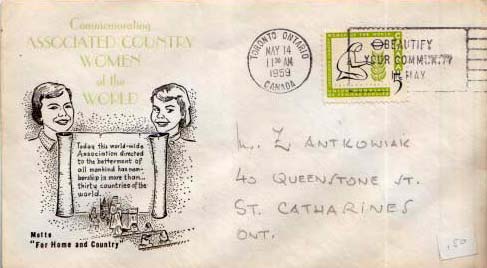 Commemorating
ASSOCIATED COUNTRY
WOMEN
of the
WORLD
Today this world-wide
Association directed
to the betterment of
all mankind has mem-
bership in more than...
thirty countries of the
world.
Motto
"For Home and Country"
TORONTO ONTARIO
MAY 14
11 30 AM
1959
CANADA
BEAUTIFY
YOUR COMMUNITY
MAY
5
L. Z ANTKOWIAK
40 QUEENSTONE ST.
ST. CATHARINES
ONT.
.50